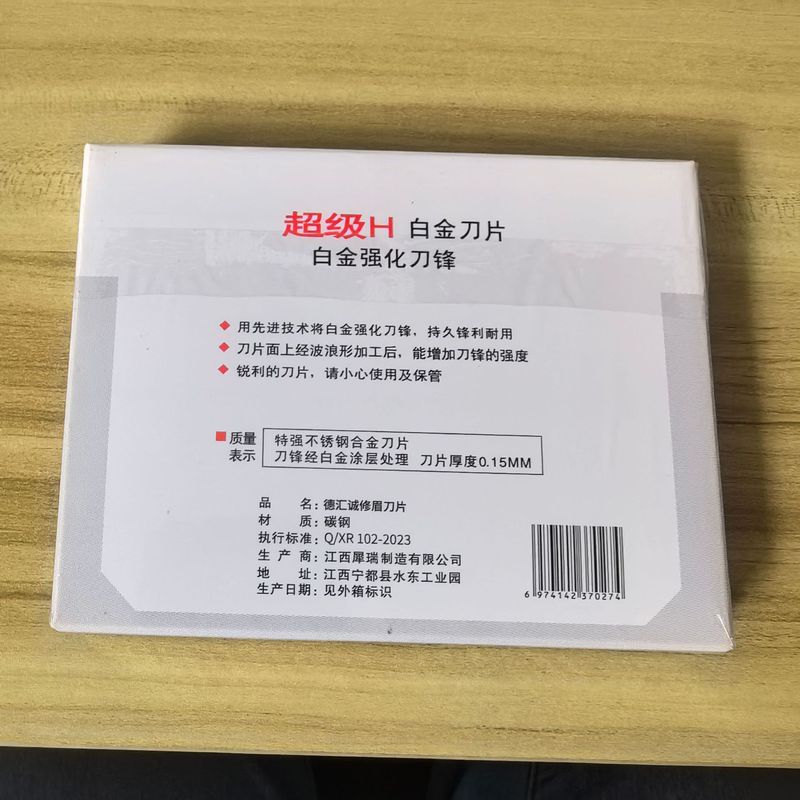 超级H 白金刀片
白金强化刀锋
用先进技术将白金强化刀锋，持久锋利耐用
刀片面上经波浪形加工后，能增加刀锋的强度
锐利的刀片，请小心使用及保管
质量表示
特强不锈钢合金刀片
刀锋经白金涂层处理 刀片厚度0.15MM
品名：德汇诚修眉刀片
材质：碳钢
执行标准：Q/XR 102-2023
生产商：江西犀瑞制造有限公司
地址：江西宁都县水东工业园
生产日期：见外箱标识
6 974142 370274